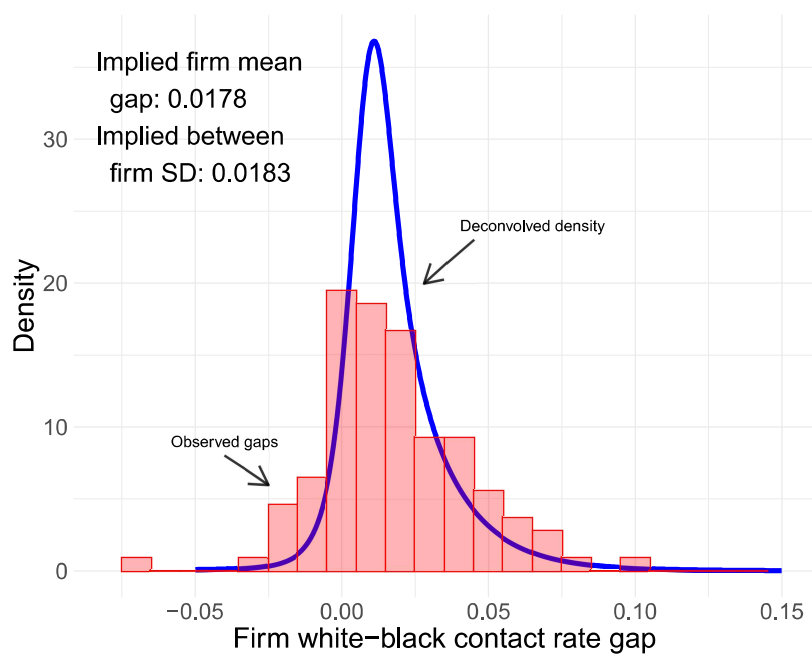 Implied firm mean
gap: 0.0178
Implied between
firm SD: 0.0183
Deconvolved density
Observed gaps
Density
30
20
10
0
−0.05
0.00
0.05
0.10
0.15
Firm white−black contact rate gap